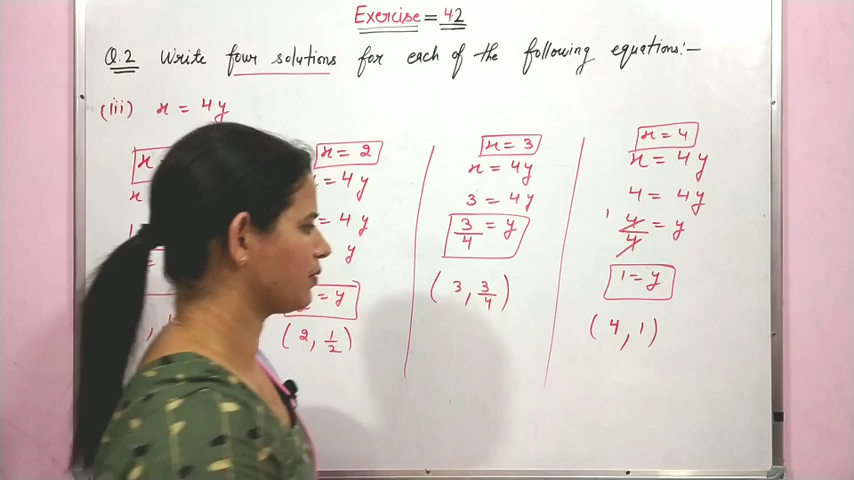 Exercise = 42
Q.2 Write four solutions for each of the following equations:-
(iii) x = 4y
x = 2
= 4y
= 4y
y
= y
(2, 1/2)
x = 3
x = 4y
3 = 4y
3/4 = y
(3, 3/4)
x = 4
x = 4y
4 = 4y
1 4/4 = y
1 = y
(4, 1)